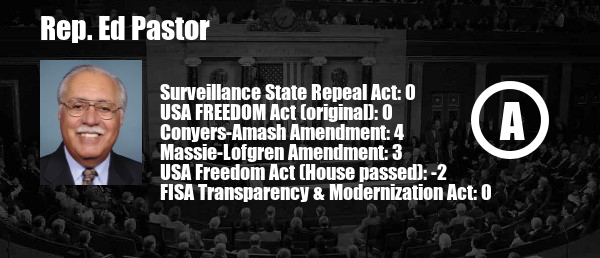 Rep. Ed Pastor
Surveillance State Repeal Act: 0
USA FREEDOM Act (original): 0
Conyers-Amash Amendment: 4
Massie-Lofgren Amendment: 3
USA Freedom Act (House passed): -2
FISA Transparency & Modernization Act: 0
A